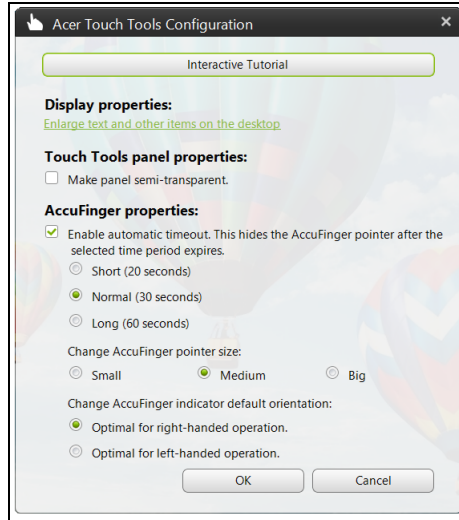 Acer Touch Tools Configuration
Interactive Tutorial
Display properties:
Enlarge text and other items on the desktop
Touch Tools panel properties:
Make panel semi-transparent.
AccuFinger properties:
Enable automatic timeout. This hides the AccuFinger pointer after the
selected time period expires.
Short (20 seconds)
Normal (30 seconds)
Long (60 seconds)
Change AccuFinger pointer size:
Small Medium Big
Change AccuFinger indicator default orientation:
Optimal for right-handed operation.
Optimal for left-handed operation.
OK Cancel